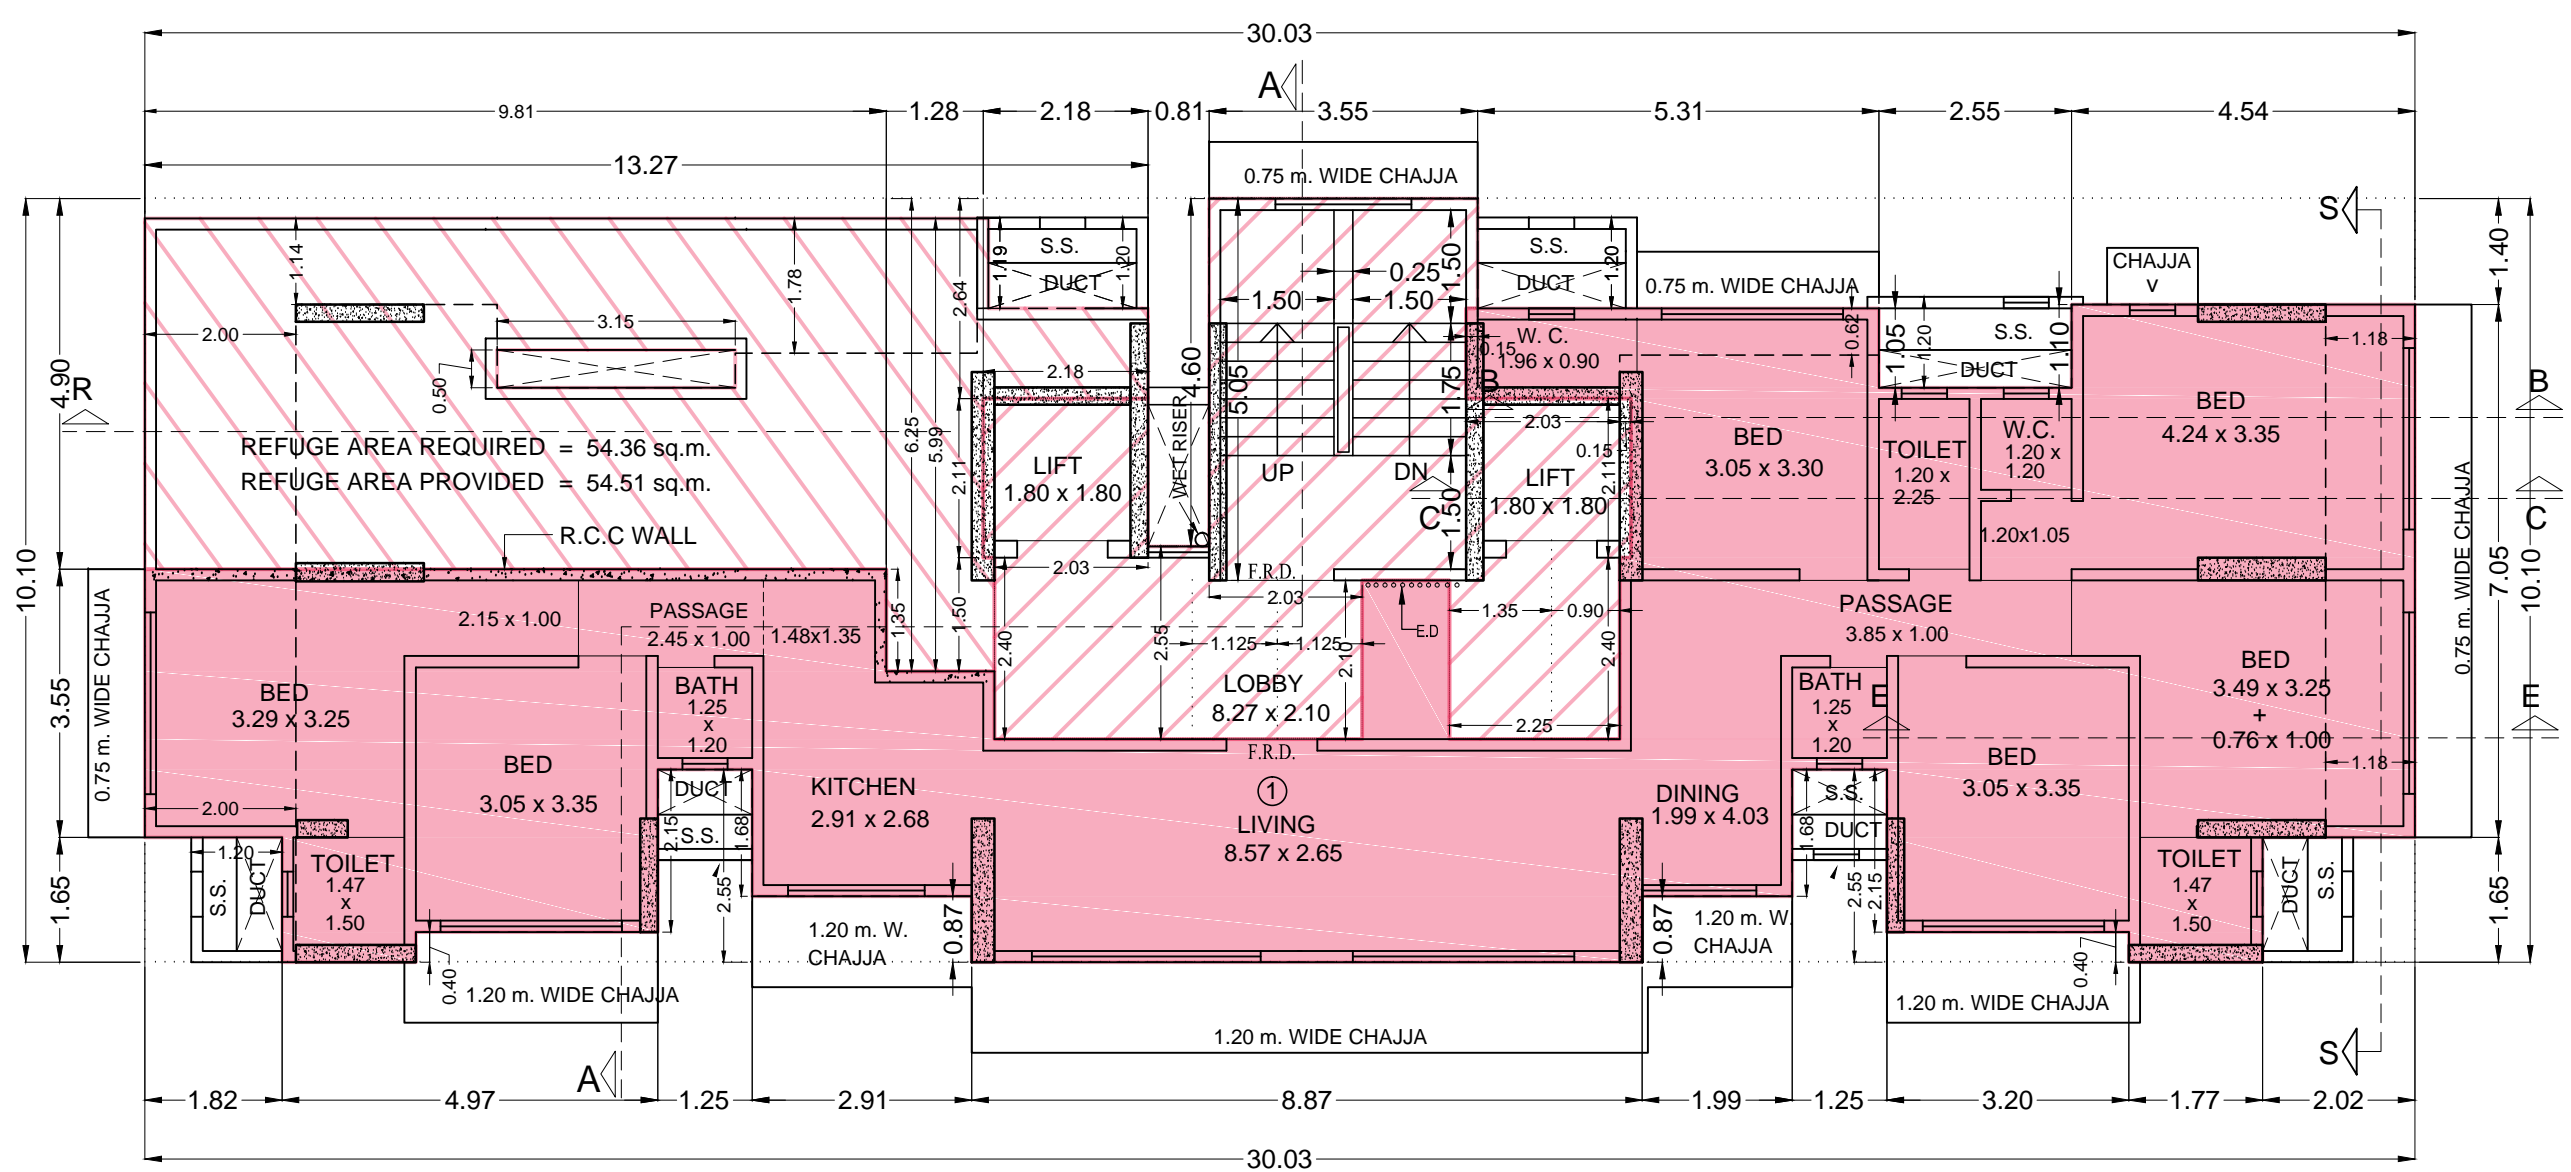 30.03
A
9.81
1.28
2.18
0.81
3.55
5.31
2.55
4.54
13.27
0.75 m. WIDE CHAJJA
S
1.14
1.78
6.25
5.99
2.64
1.19
S.S.
DUCT
1.20
4.60
5.05
1.50
0.25
1.50
1.50
S.S.
DUCT
1.20
0.75 m. WIDE CHAJJA
0.62
1.05
1.20
S.S.
DUCT
1.10
CHAJJA
v
1.40
10.10
4.90
R
2.00
3.15
0.50
2.18
W. C.
1.96 x 0.90
0.15
B
1.75
1.18
7.05
10.10
B
REFUGE AREA REQUIRED = 54.36 sq.m.
REFUGE AREA PROVIDED = 54.51 sq.m.
R.C.C WALL
2.11
LIFT
1.80 x 1.80
2.03
WET RISER
UP
DN
C
1.50
2.03
0.15
2.11
LIFT
1.80 x 1.80
BED
3.05 x 3.30
TOILET
1.20 x
2.25
W.C.
1.20 x
1.20
1.20x1.05
BED
4.24 x 3.35
C
0.75 m. WIDE CHAJJA
3.55
0.75 m. WIDE CHAJJA
2.15 x 1.00
PASSAGE
2.45 x 1.00
1.48x1.35
1.35
1.50
2.40
2.55
F.R.D.
2.03
1.125
1.125
2.10
E.D
1.35
0.90
2.40
2.25
LOBBY
8.27 x 2.10
F.R.D.
PASSAGE
3.85 x 1.00
BED
3.29 x 3.25
2.00
BED
3.05 x 3.35
BATH
1.25
x
1.20
DUCT
S.S.
2.15
1.68
2.55
KITCHEN
2.91 x 2.68
1
LIVING
8.57 x 2.65
DINING
1.99 x 4.03
BATH
1.25
x
1.20
E
S.S.
DUCT
1.68
2.55
2.15
BED
3.05 x 3.35
BED
3.49 x 3.25
+
0.76 x 1.00
1.18
E
1.65
1.20
S.S.
DUCT
TOILET
1.47
x
1.50
0.40
1.20 m. WIDE CHAJJA
1.20 m. W.
CHAJJA
0.87
0.87
1.20 m. W.
CHAJJA
TOILET
1.47
x
1.50
DUCT
S.S.
0.40
1.65
1.20 m. WIDE CHAJJA
1.20 m. WIDE CHAJJA
S
A
1.82
4.97
1.25
2.91
8.87
1.99
1.25
3.20
1.77
2.02
30.03